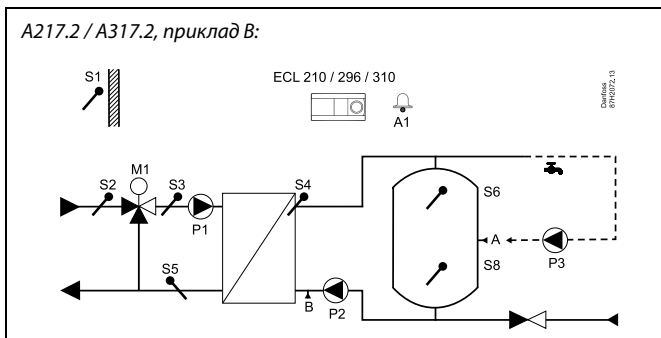 A217.2 / A317.2, приклад B:
S1
ECL 210 / 296 / 310
A1
Danfoss
87H2072.13
M1
S2
S3
S4
S6
P1
A
P3
S5
S8
B
P2